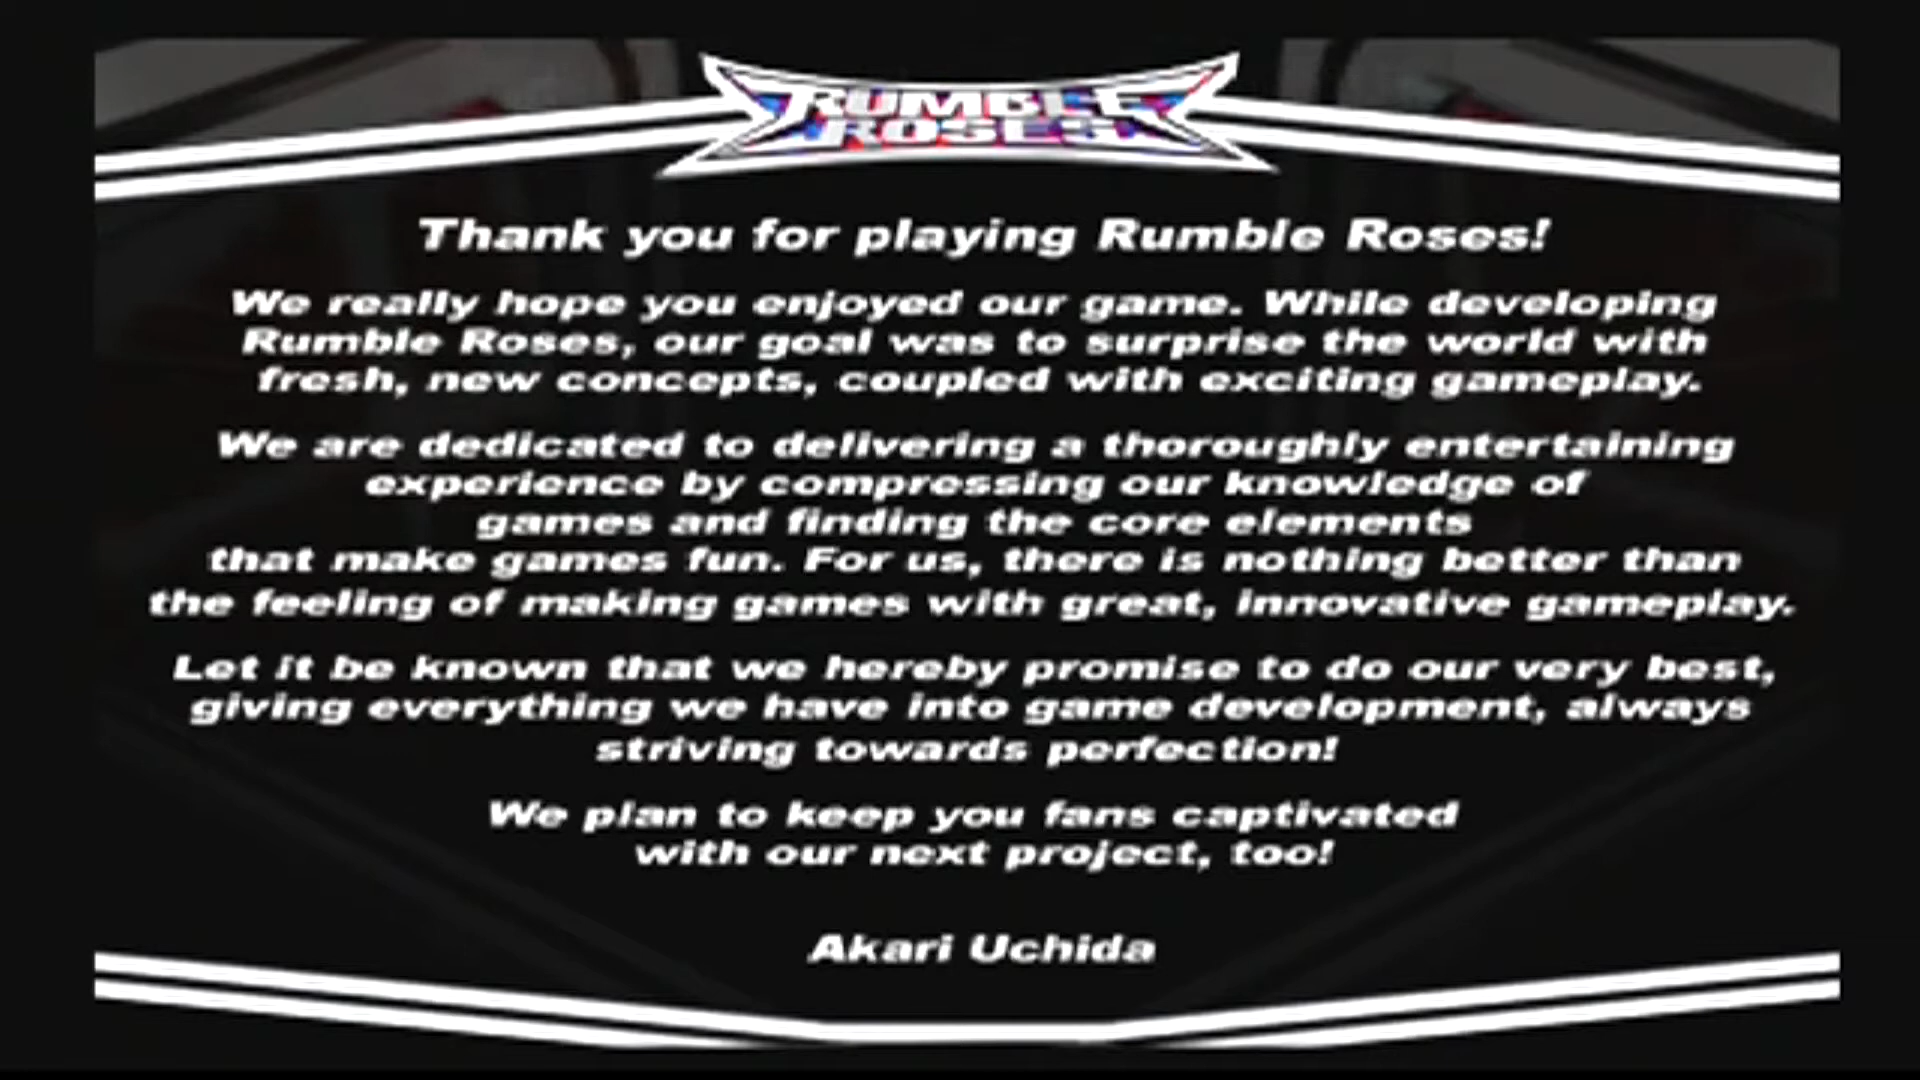 RUMBLE
ROSES
Thank you for playing Rumble Roses!
We really hope you enjoyed our game. While developing
Rumble Roses, our goal was to surprise the world with
fresh, new concepts, coupled with exciting gameplay.
We are dedicated to delivering a thoroughly entertaining
experience by compressing our knowledge of
games and finding the core elements
that make games fun. For us, there is nothing better than
the feeling of making games with great, innovative gameplay.
Let it be known that we hereby promise to do our very best,
giving everything we have into game development, always
striving towards perfection!
We plan to keep you fans captivated
with our next project, too!
Akari Uchida